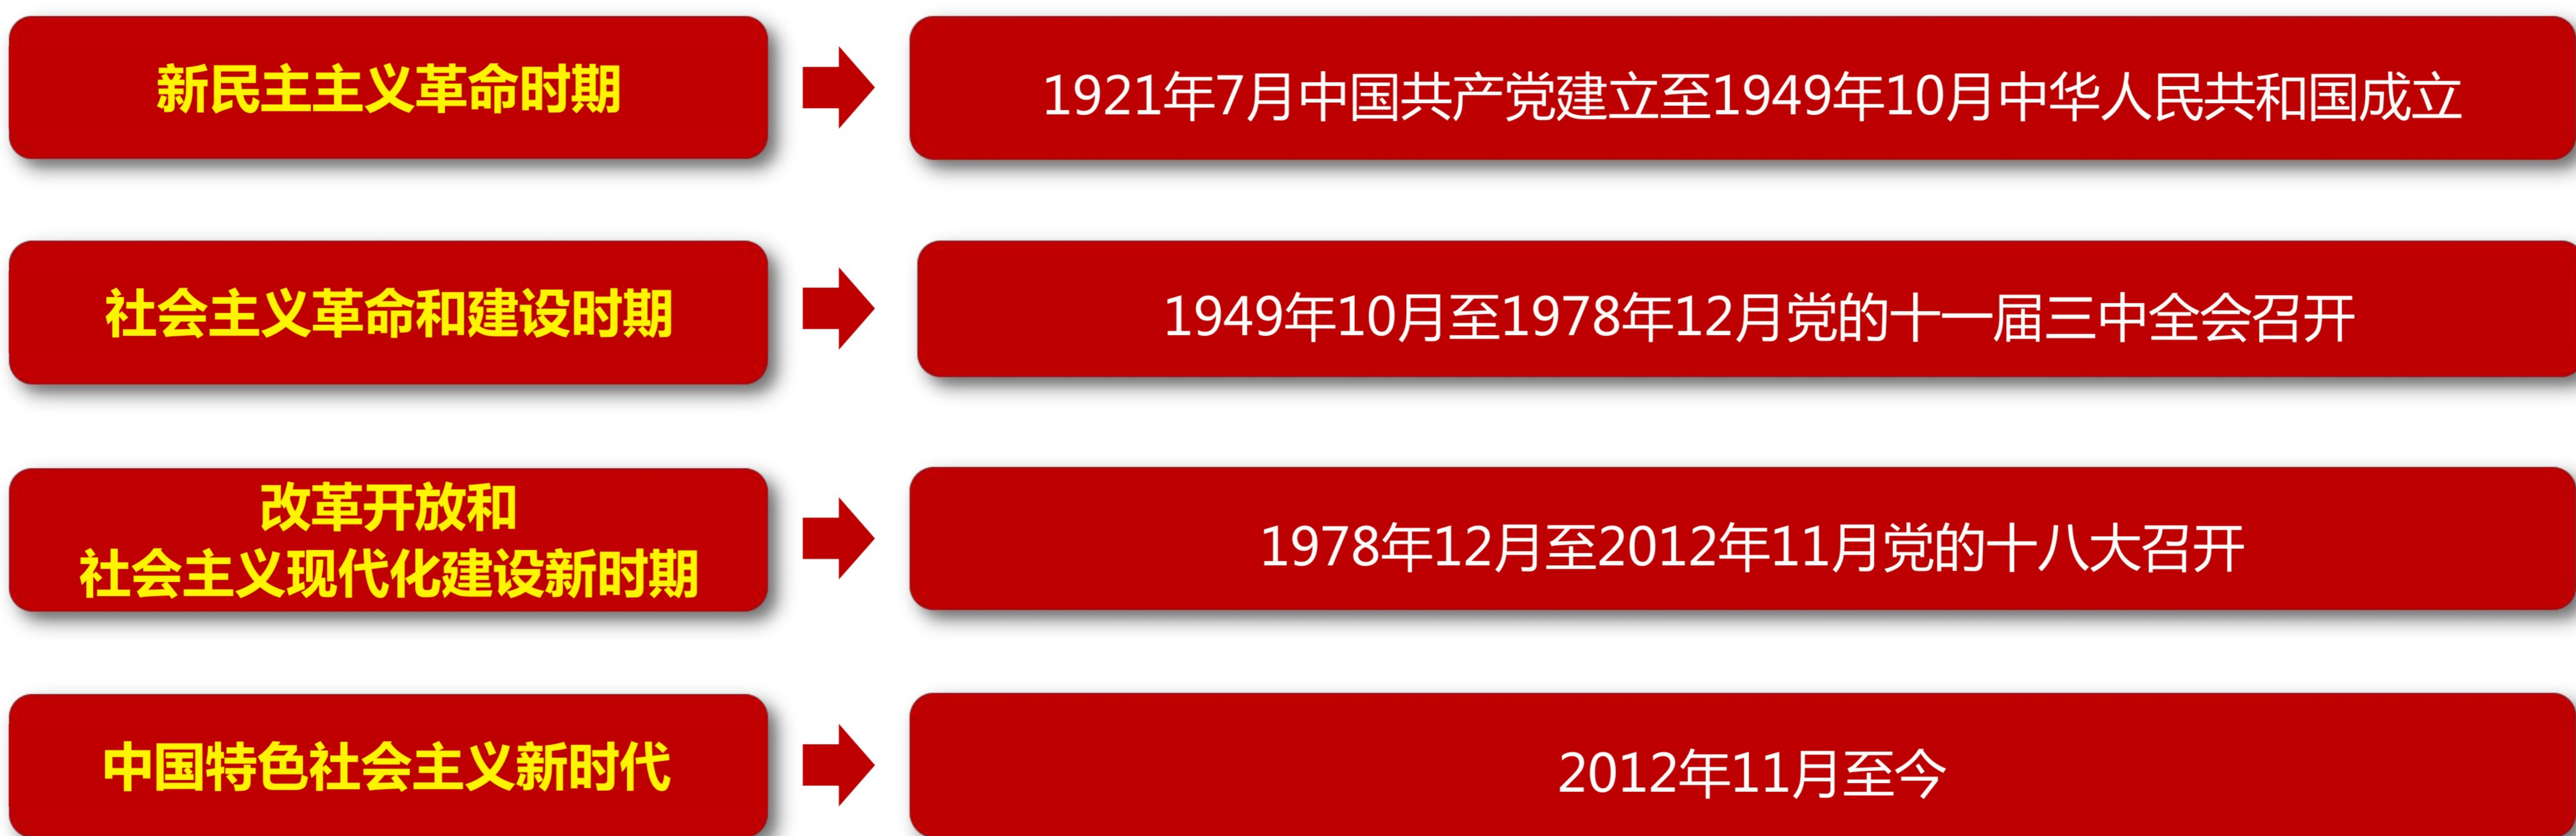 新民主主义革命时期
1921年7月中国共产党建立至1949年10月中华人民共和国成立
社会主义革命和建设时期
1949年10月至1978年12月党的十一届三中全会召开
改革开放和
社会主义现代化建设新时期
1978年12月至2012年11月党的十八大召开
中国特色社会主义新时代
2012年11月至今